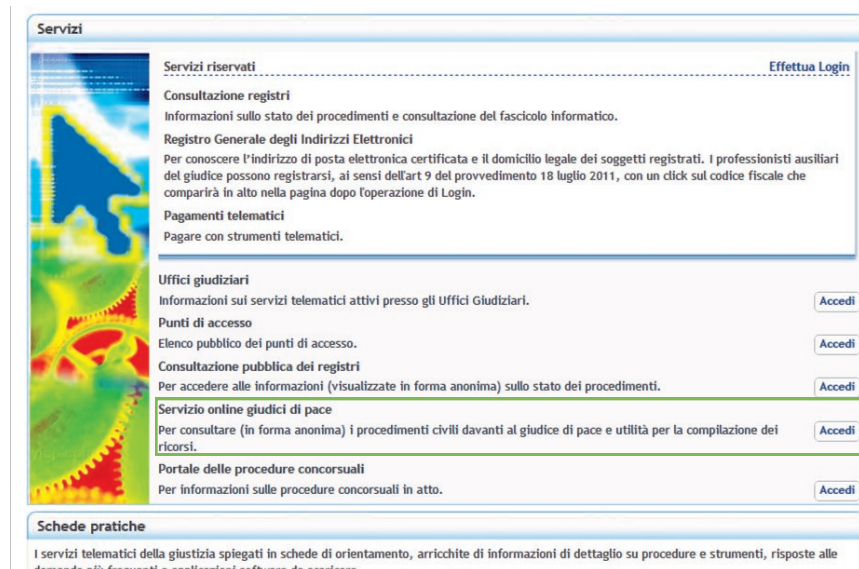 Servizi
Servizi riservati Effettua Login
Consultazione registri
Informazioni sullo stato dei procedimenti e consultazione del fascicolo informatico.
Registro Generale degli Indirizzi Elettronici
Per conoscere l'indirizzo di posta elettronica certificata e il domicilio legale dei soggetti registrati. I professionisti ausiliari
del giudice possono registrarsi, ai sensi dell'art 9 del provvedimento 18 luglio 2011, con un click sul codice fiscale che
comparirà in alto nella pagina dopo l'operazione di Login.
Pagamenti telematici
Pagare con strumenti telematici.
Uffici giudiziari
Informazioni sui servizi telematici attivi presso gli Uffici Giudiziari. Accedi
Punti di accesso
Elenco pubblico dei punti di accesso. Accedi
Consultazione pubblica dei registri
Per accedere alle informazioni (visualizzate in forma anonima) sullo stato dei procedimenti. Accedi
Servizio online giudici di pace
Per consultare (in forma anonima) i procedimenti civili davanti al giudice di pace e utilità per la compilazione dei Accedi
ricorsi.
Portale delle procedure concorsuali
Per informazioni sulle procedure concorsuali in atto. Accedi
Schede pratiche
I servizi telematici della giustizia spiegati in schede di orientamento, arricchite di informazioni di dettaglio su procedure e strumenti, risposte alle